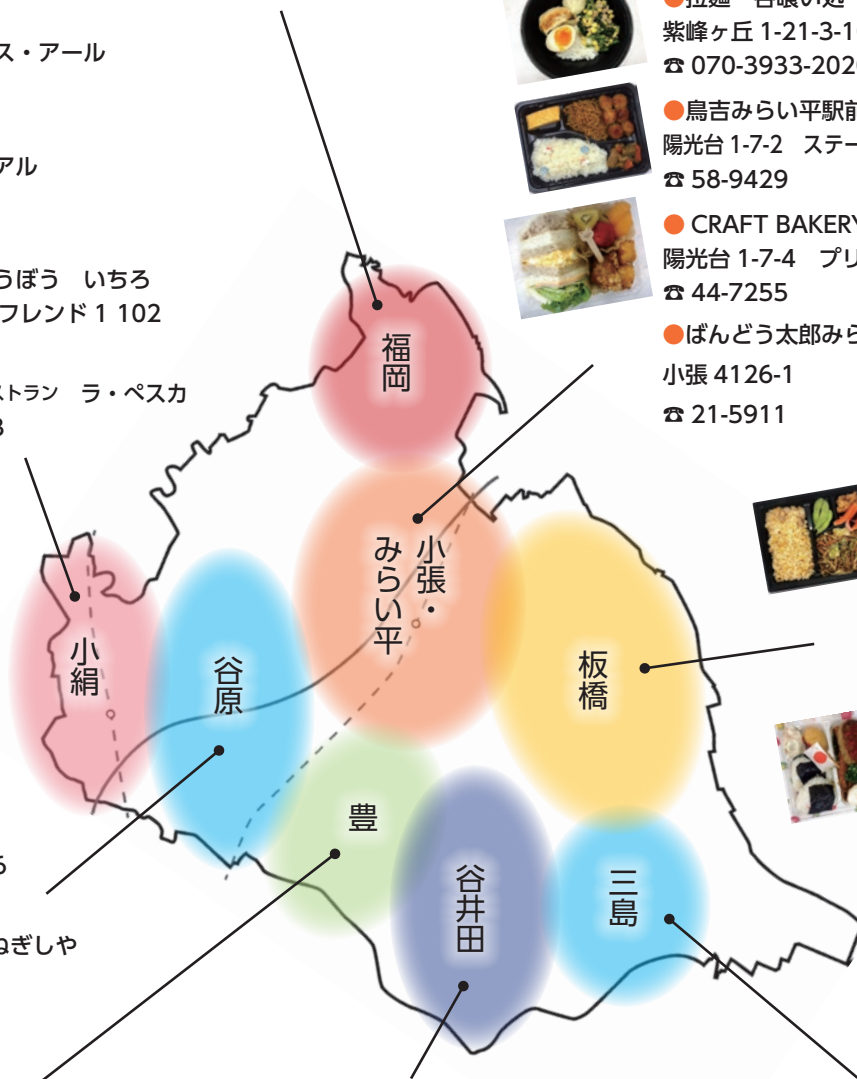 ス・アール
アル
うぼう いちろ
フレンド 1 102
ストラン ラ・ペスカ
紫峰ヶ丘 1-21-3-1
☎ 070-3933-202
●鳥吉みらい平駅前
陽光台 1-7-2 ステー
☎ 58-9429
● CRAFT BAKERY
陽光台 1-7-4 プリ
☎ 44-7255
●ばんどう太郎みら
小張 4126-1
☎ 21-5911
福岡
小張・
みらい平
小絹
谷原
板橋
豊
谷井田
三島
ねぎしや